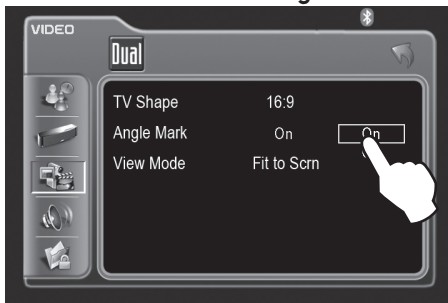 VIDEO
Dual
TV Shape 16:9
Angle Mark On On
View Mode Fit to Scrn